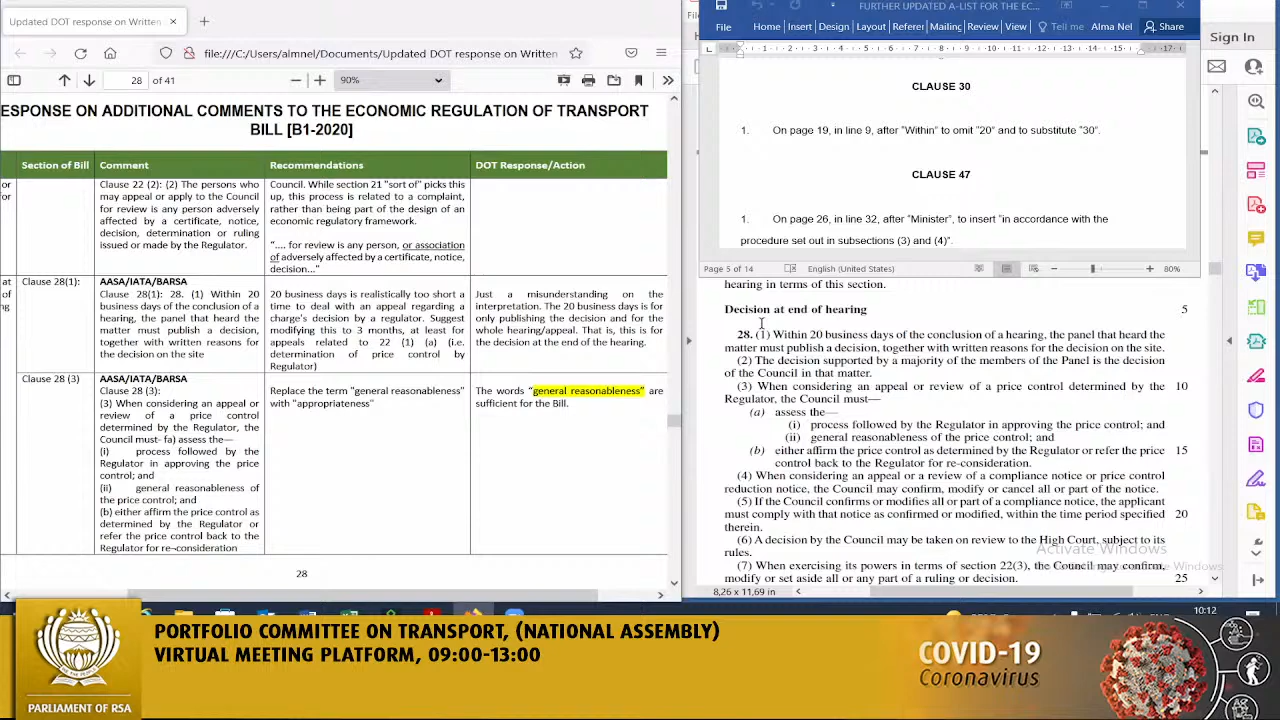 Updated DOT response on Written
file:///C:/Users/almnel/Documents/Updated DOT response on Written
28 of 41
90%
RESPONSE ON ADDITIONAL COMMENTS TO THE ECONOMIC REGULATION OF TRANSPORT
BILL [B1-2020]
Section of Bill
Comment
Recommendations
DOT Response/Action
or
for
Clause 22 (2): (2) The persons who
may appeal or apply to the Council
for review is any person adversely
affected by a certificate, notice,
decision, determination or ruling
issued or made by the Regulator.
Council. While section 21 "sort of" picks this
up, this process is related to a complaint,
rather than being part of the design of an
economic regulatory framework.
".... for review is any person, or association
of adversely affected by a certificate, notice,
decision..."
at
of
ng
Clause 28(1):
AASA/IATA/BARSA
Clause 28(1): 28. (1) Within 20
business days of the conclusion of a
hearing, the panel that heard the
matter must publish a decision,
together with written reasons for
the decision on the site
20 business days is realistically too short a
time to deal with an appeal regarding a
charge's decision by a regulator. Suggest
modifying this to 3 months, at least for
appeals related to 22 (1) (a) (i.e.
determination of price control by
Regulator)
Just a misunderstanding on the
interpretation. The 20 business days is for
only publishing the decision and for the
whole hearing/appeal. That is, this is for
the decision at the end of the hearing.
Clause 28 (3)
AASA/IATA/BARSA
Clause 28 (3):
(3) When considering an appeal or
review of a price control
determined by the Regulator, the
Council must- fa) assess the—
(i) process followed by the
Regulator in approving the price
control; and
(ii) general reasonableness of
the price control; and
(b) either affirm the price control as
determined by the Regulator or
refer the price control back to the
Regulator for re¬consideration
Replace the term "general reasonableness"
with "appropriateness"
The words "general reasonableness" are
sufficient for the Bill.
28
FURTHER UPDATED A-LIST FOR THE EC...
File Home Insert Design Layout Referer Mailing Review View Tell me Alma Nel Share
Sign In
1 2 3 4 5 6 7 8 9 10 11 12 13 14 15 17
CLAUSE 30
1. On page 19, in line 9, after "Within" to omit "20" and to substitute "30".
CLAUSE 47
1. On page 26, in line 32, after "Minister", to insert "in accordance with the
procedure set out in subsections (3) and (4)".
Page 5 of 14 English (United States) 80%
hearing in terms of this section.
Decision at end of hearing 5
28. (1) Within 20 business days of the conclusion of a hearing, the panel that heard the
matter must publish a decision, together with written reasons for the decision on the site.
(2) The decision supported by a majority of the members of the Panel is the decision
of the Council in that matter.
(3) When considering an appeal or review of a price control determined by the 10
Regulator, the Council must—
(a) assess the—
(i) process followed by the Regulator in approving the price control; and
(ii) general reasonableness of the price control; and
(b) either affirm the price control as determined by the Regulator or refer the price 15
control back to the Regulator for re-consideration.
(4) When considering an appeal or a review of a compliance notice or price control
reduction notice, the Council may confirm, modify or cancel all or part of the notice.
(5) If the Council confirms or modifies all or part of a compliance notice, the applicant
must comply with that notice as confirmed or modified, within the time period specified 20
therein.
(6) A decision by the Council may be taken on review to the High Court, subject to its
rules.
(7) When exercising its powers in terms of section 22(3), the Council may confirm,
modify or set aside all or any part of a ruling or decision. 25
Activate Windows
8,26 x 11,69 in
10:12
PORTFOLIO COMMITTEE ON TRANSPORT, (NATIONAL ASSEMBLY)
VIRTUAL MEETING PLATFORM, 09:00-13:00
PARLIAMENT OF RSA
COVID-19
Coronavirus